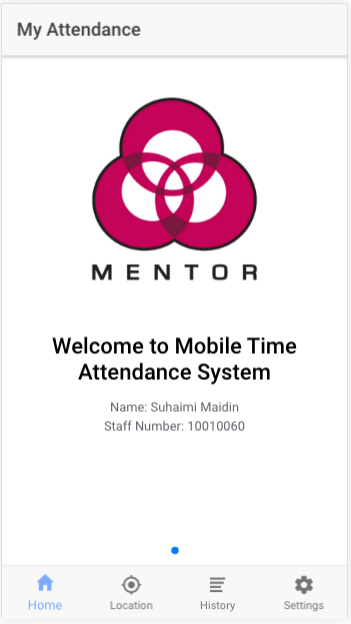 My Attendance
MENTOR
Welcome to Mobile Time
Attendance System
Name: Suhaimi Maidin
Staff Number: 10010060
Home Location History Settings